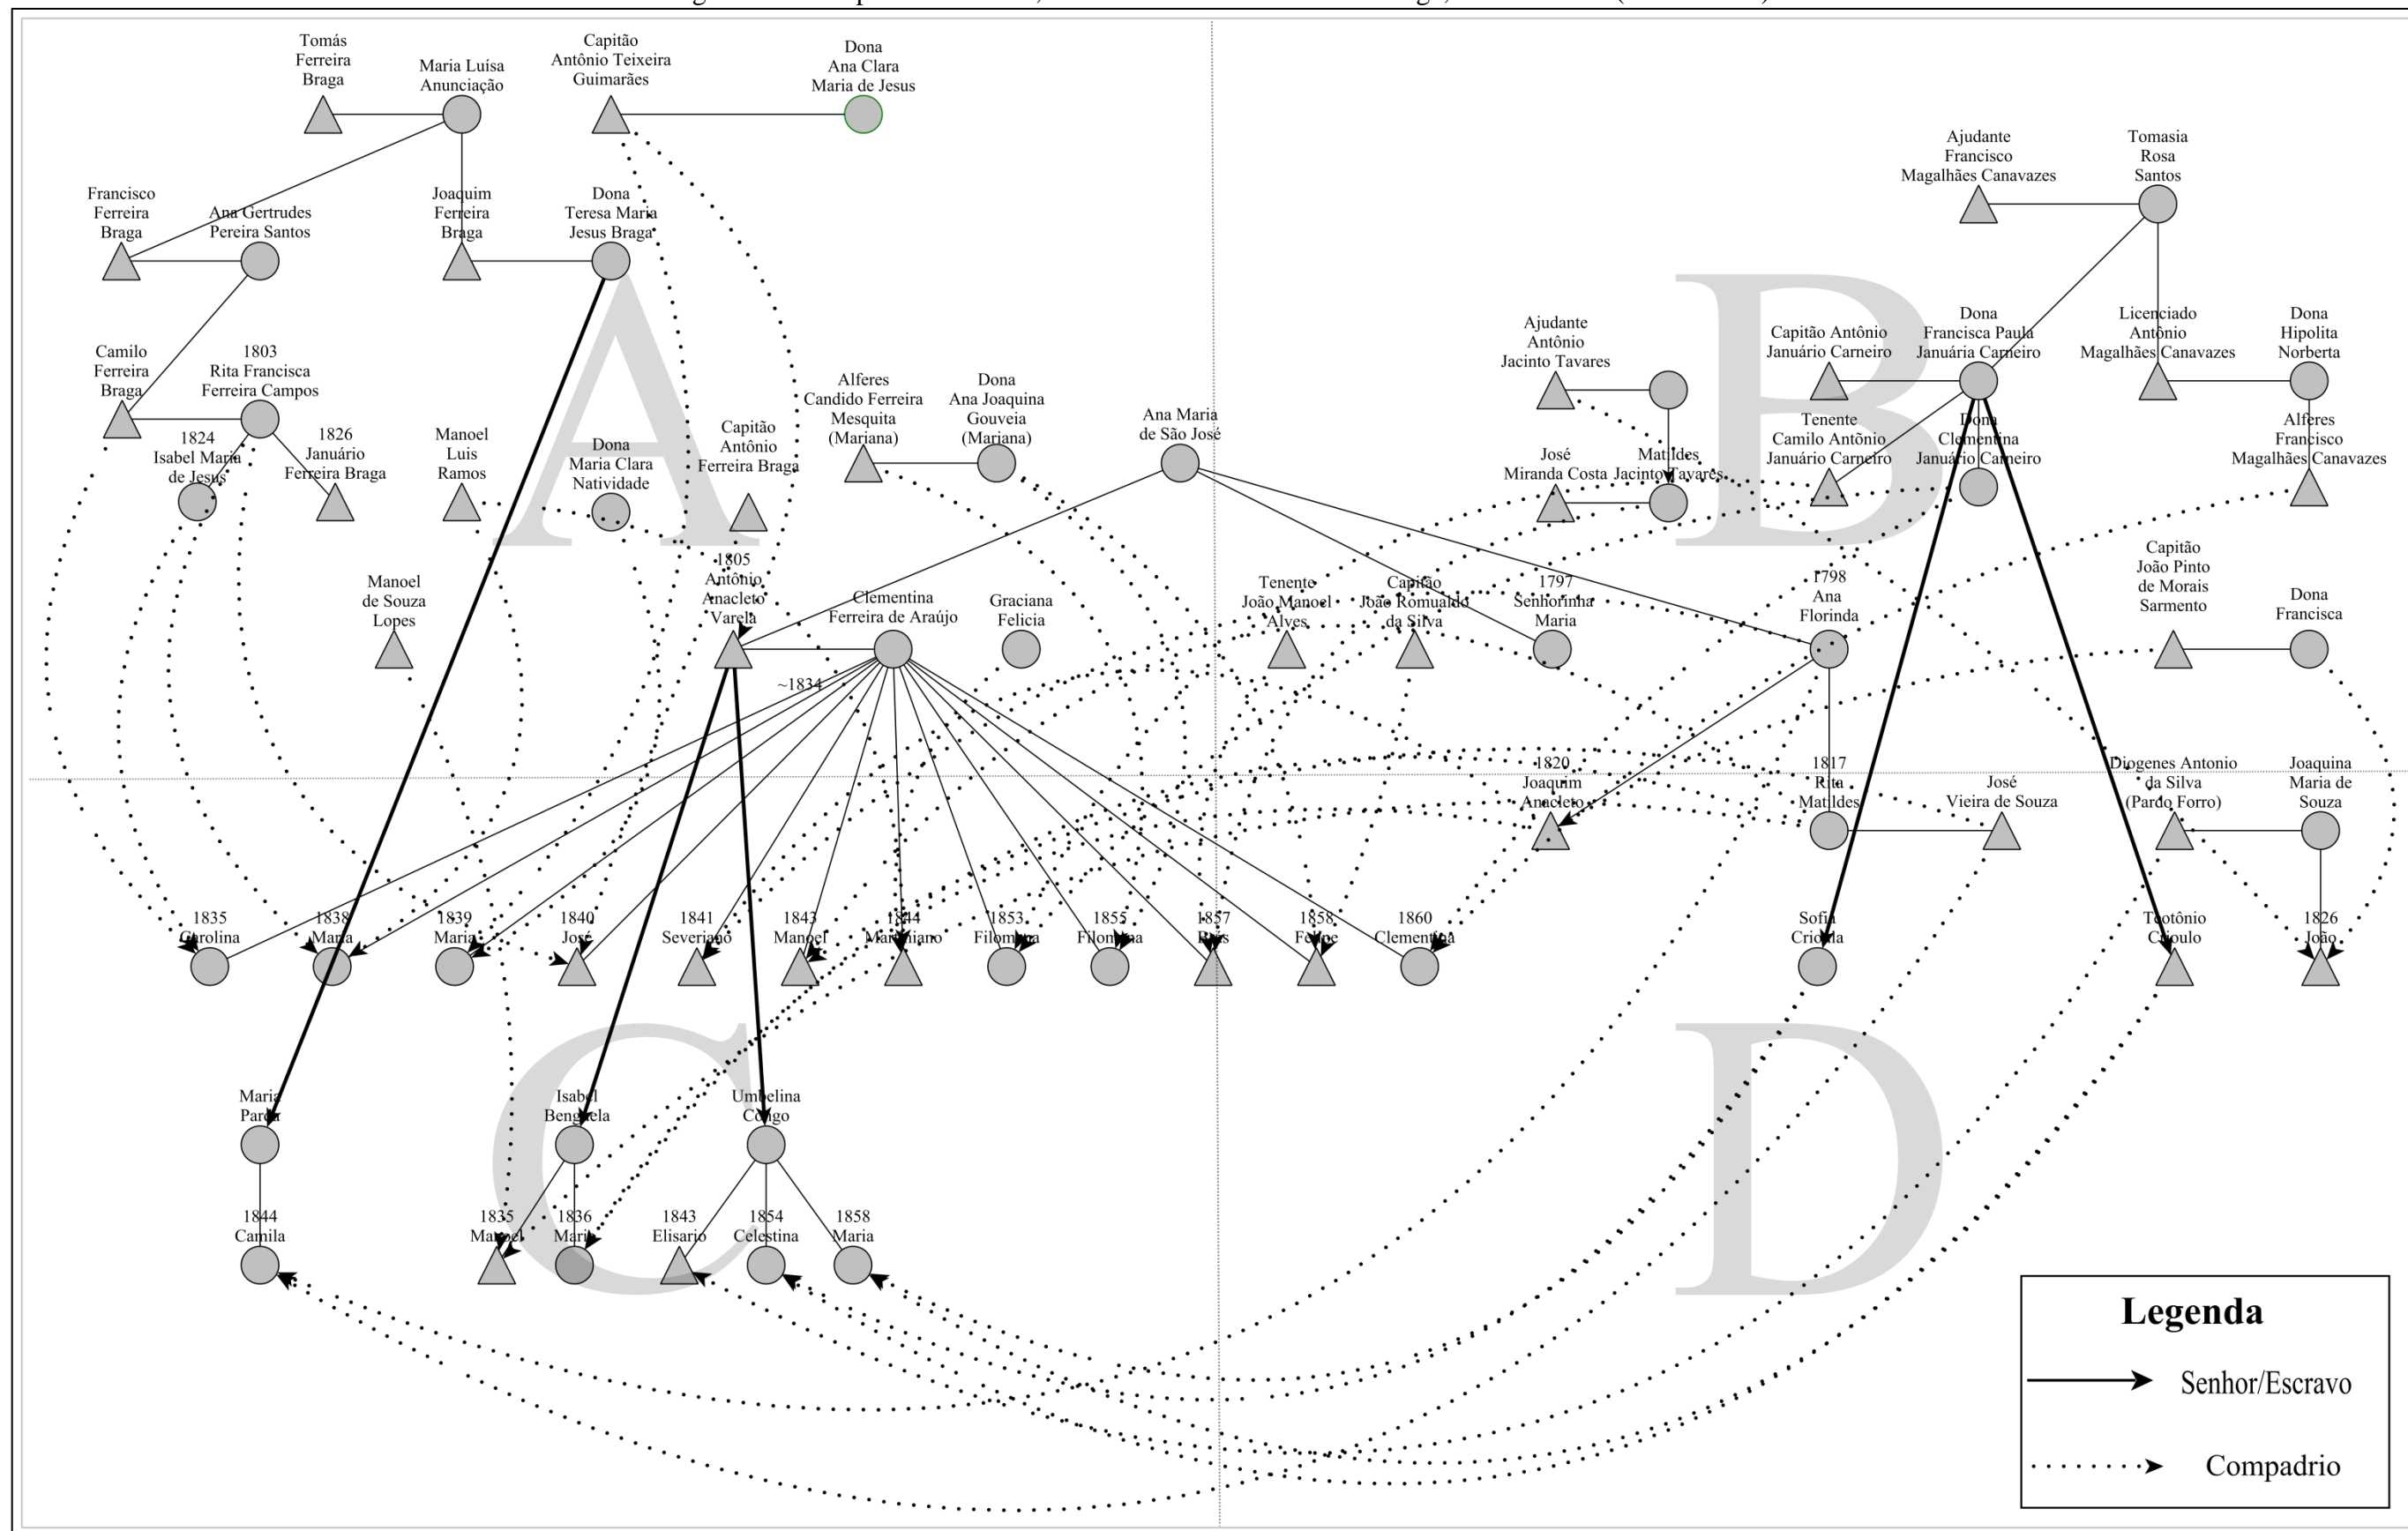 Tomás
Ferreira
Braga
Maria Luísa
Anunciação
Capitão
Antônio Teixeira
Guimarães
Dona
Ana Clara
Maria de Jesus
Ajudante
Francisco
Magalhães Canavazes
Tomasia
Rosa
Santos
Francisco
Ferreira
Braga
Ana Gertrudes
Pereira Santos
Joaquim
Ferreira
Braga
Dona
Teresa Maria
Jesus Braga
Camilo
Ferreira
Braga
1803
Rita Francisca
Ferreira Campos
Alferes
Candido Ferreira
Mesquita
(Mariana)
Dona
Ana Joaquina
Gouveia
(Mariana)
Ana Maria
de São José
Ajudante
Antônio
Jacinto Tavares
Capitão Antônio
Januário Carneiro
Dona
Francisca Paula
Januária Carneiro
Licenciado
Antônio
Magalhães Canavazes
Dona
Hipolita
Norberta
1824
Isabel Maria
de Jesus
1826
Januário
Ferreira Braga
Manoel
Luis
Ramos
Dona
Maria Clara
Natividade
Capitão
Antônio
Ferreira Braga
José
Miranda Costa
Matildes
Jacinto Tavares
Tenente
Camilo Antônio
Januário Carneiro
Dona
Clementina
Januário Carneiro
Alferes
Francisco
Magalhães Canavazes
A
B
Manoel
de Souza
Lopes
1805
Antônio
Anacleto
Varela
Clementina
Ferreira de Araújo
Graciana
Felicia
Tenente
João Manoel
Alves
Capitão
João Romualdo
da Silva
1797
Senhorinha
Maria
1798
Ana
Florinda
Capitão
João Pinto
de Morais
Sarmento
Dona
Francisca
~1834
1820
Joaquim
Anacleto
1817
Rita
Matildes
José
Vieira de Souza
Diogenes Antonio
da Silva
(Pardo Forro)
Joaquina
Maria de
Souza
1835
Carolina
1838
Maria
1839
Maria
1840
José
1841
Severiano
1843
Manoel
1844
Martiniano
1853
Filomena
1855
Filomena
1857
Brás
1858
Felipe
1860
Clementina
Sofia
Crioula
Teotônio
Crioulo
1826
João
C
D
Maria
Parda
Isabel
Benguela
Umbelina
Congo
1844
Camila
1835
Manoel
1836
Maria
1843
Elisario
1854
Celestina
1858
Maria
Legenda
Senhor/Escravo
Compadrio